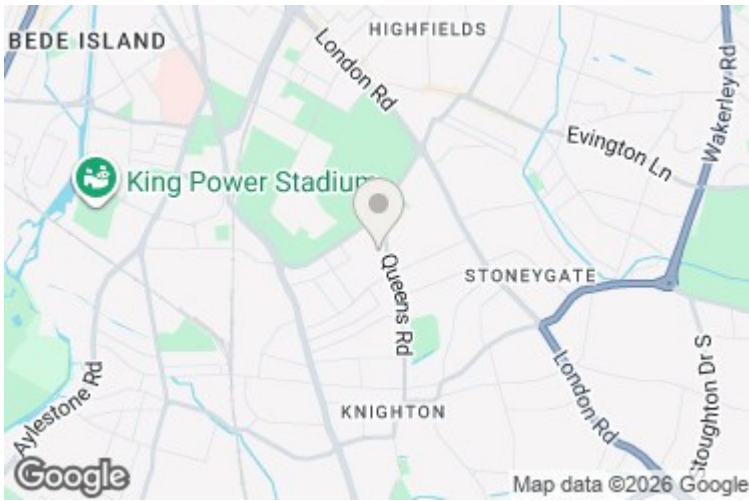 HIGHFIELDS
BEDE ISLAND
London Rd
Wakerley Rd
Evington Ln
King Power Stadium
Queens Rd
STONEYGATE
Aylestone Rd
KNIGHTON
London Rd
Stoughton Dr S
Google
Map data ©2026 Google